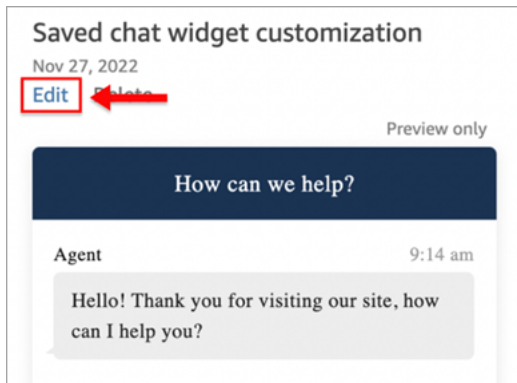 Saved chat widget customization
Nov 27, 2022
Edit Delete
Preview only
How can we help?
Agent 9:14 am
Hello! Thank you for visiting our site, how
can I help you?